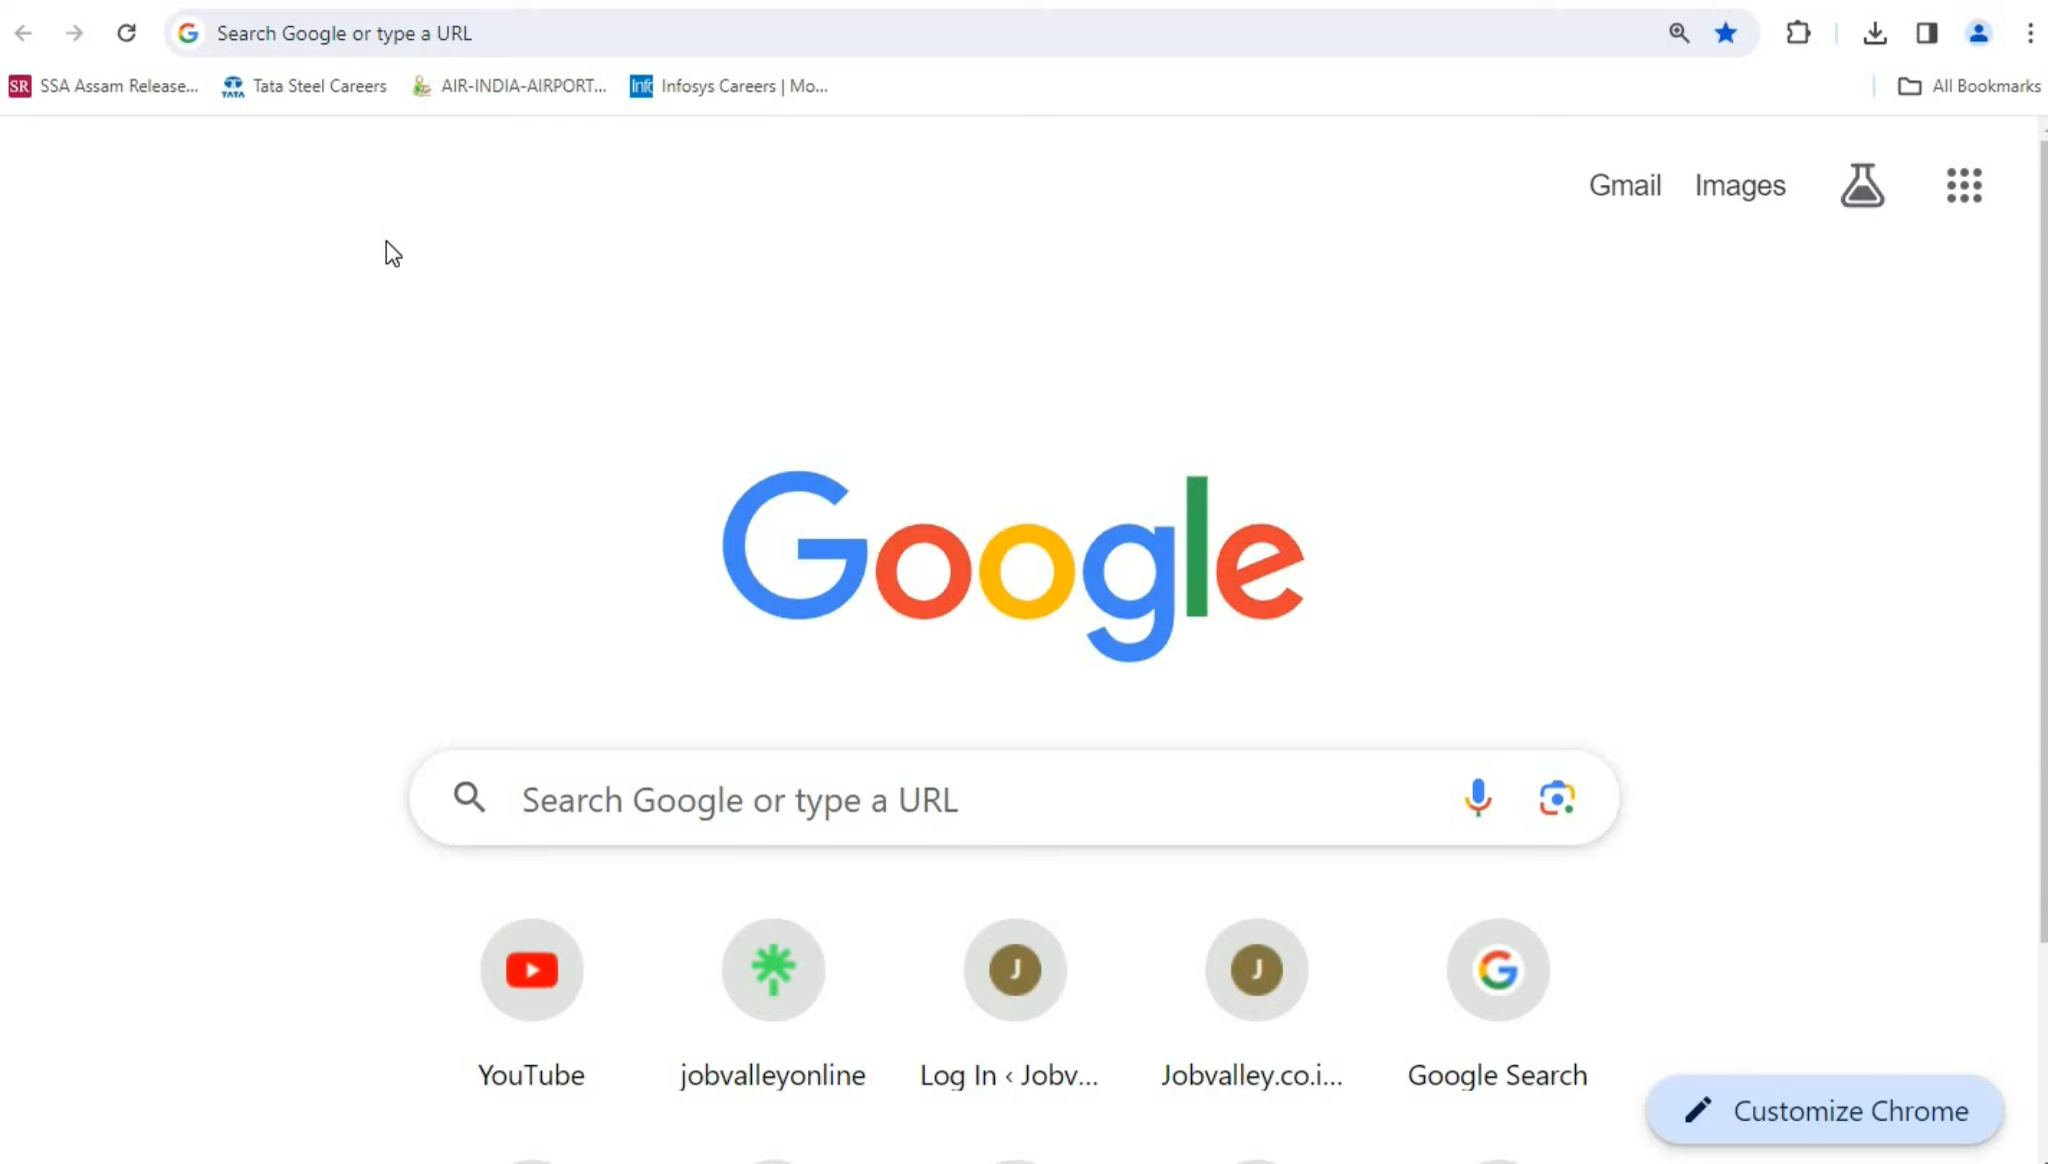 Search Google or type a URL
SR SSA Assam Release... TATA Tata Steel Careers AIR-INDIA-AIRPORT... Infosys Careers | Mo... All Bookmarks
Gmail Images
Google
Search Google or type a URL
J J G
YouTube jobvalleyonline Log In ‹ Jobv... Jobvalley.co.i... Google Search
Customize Chrome